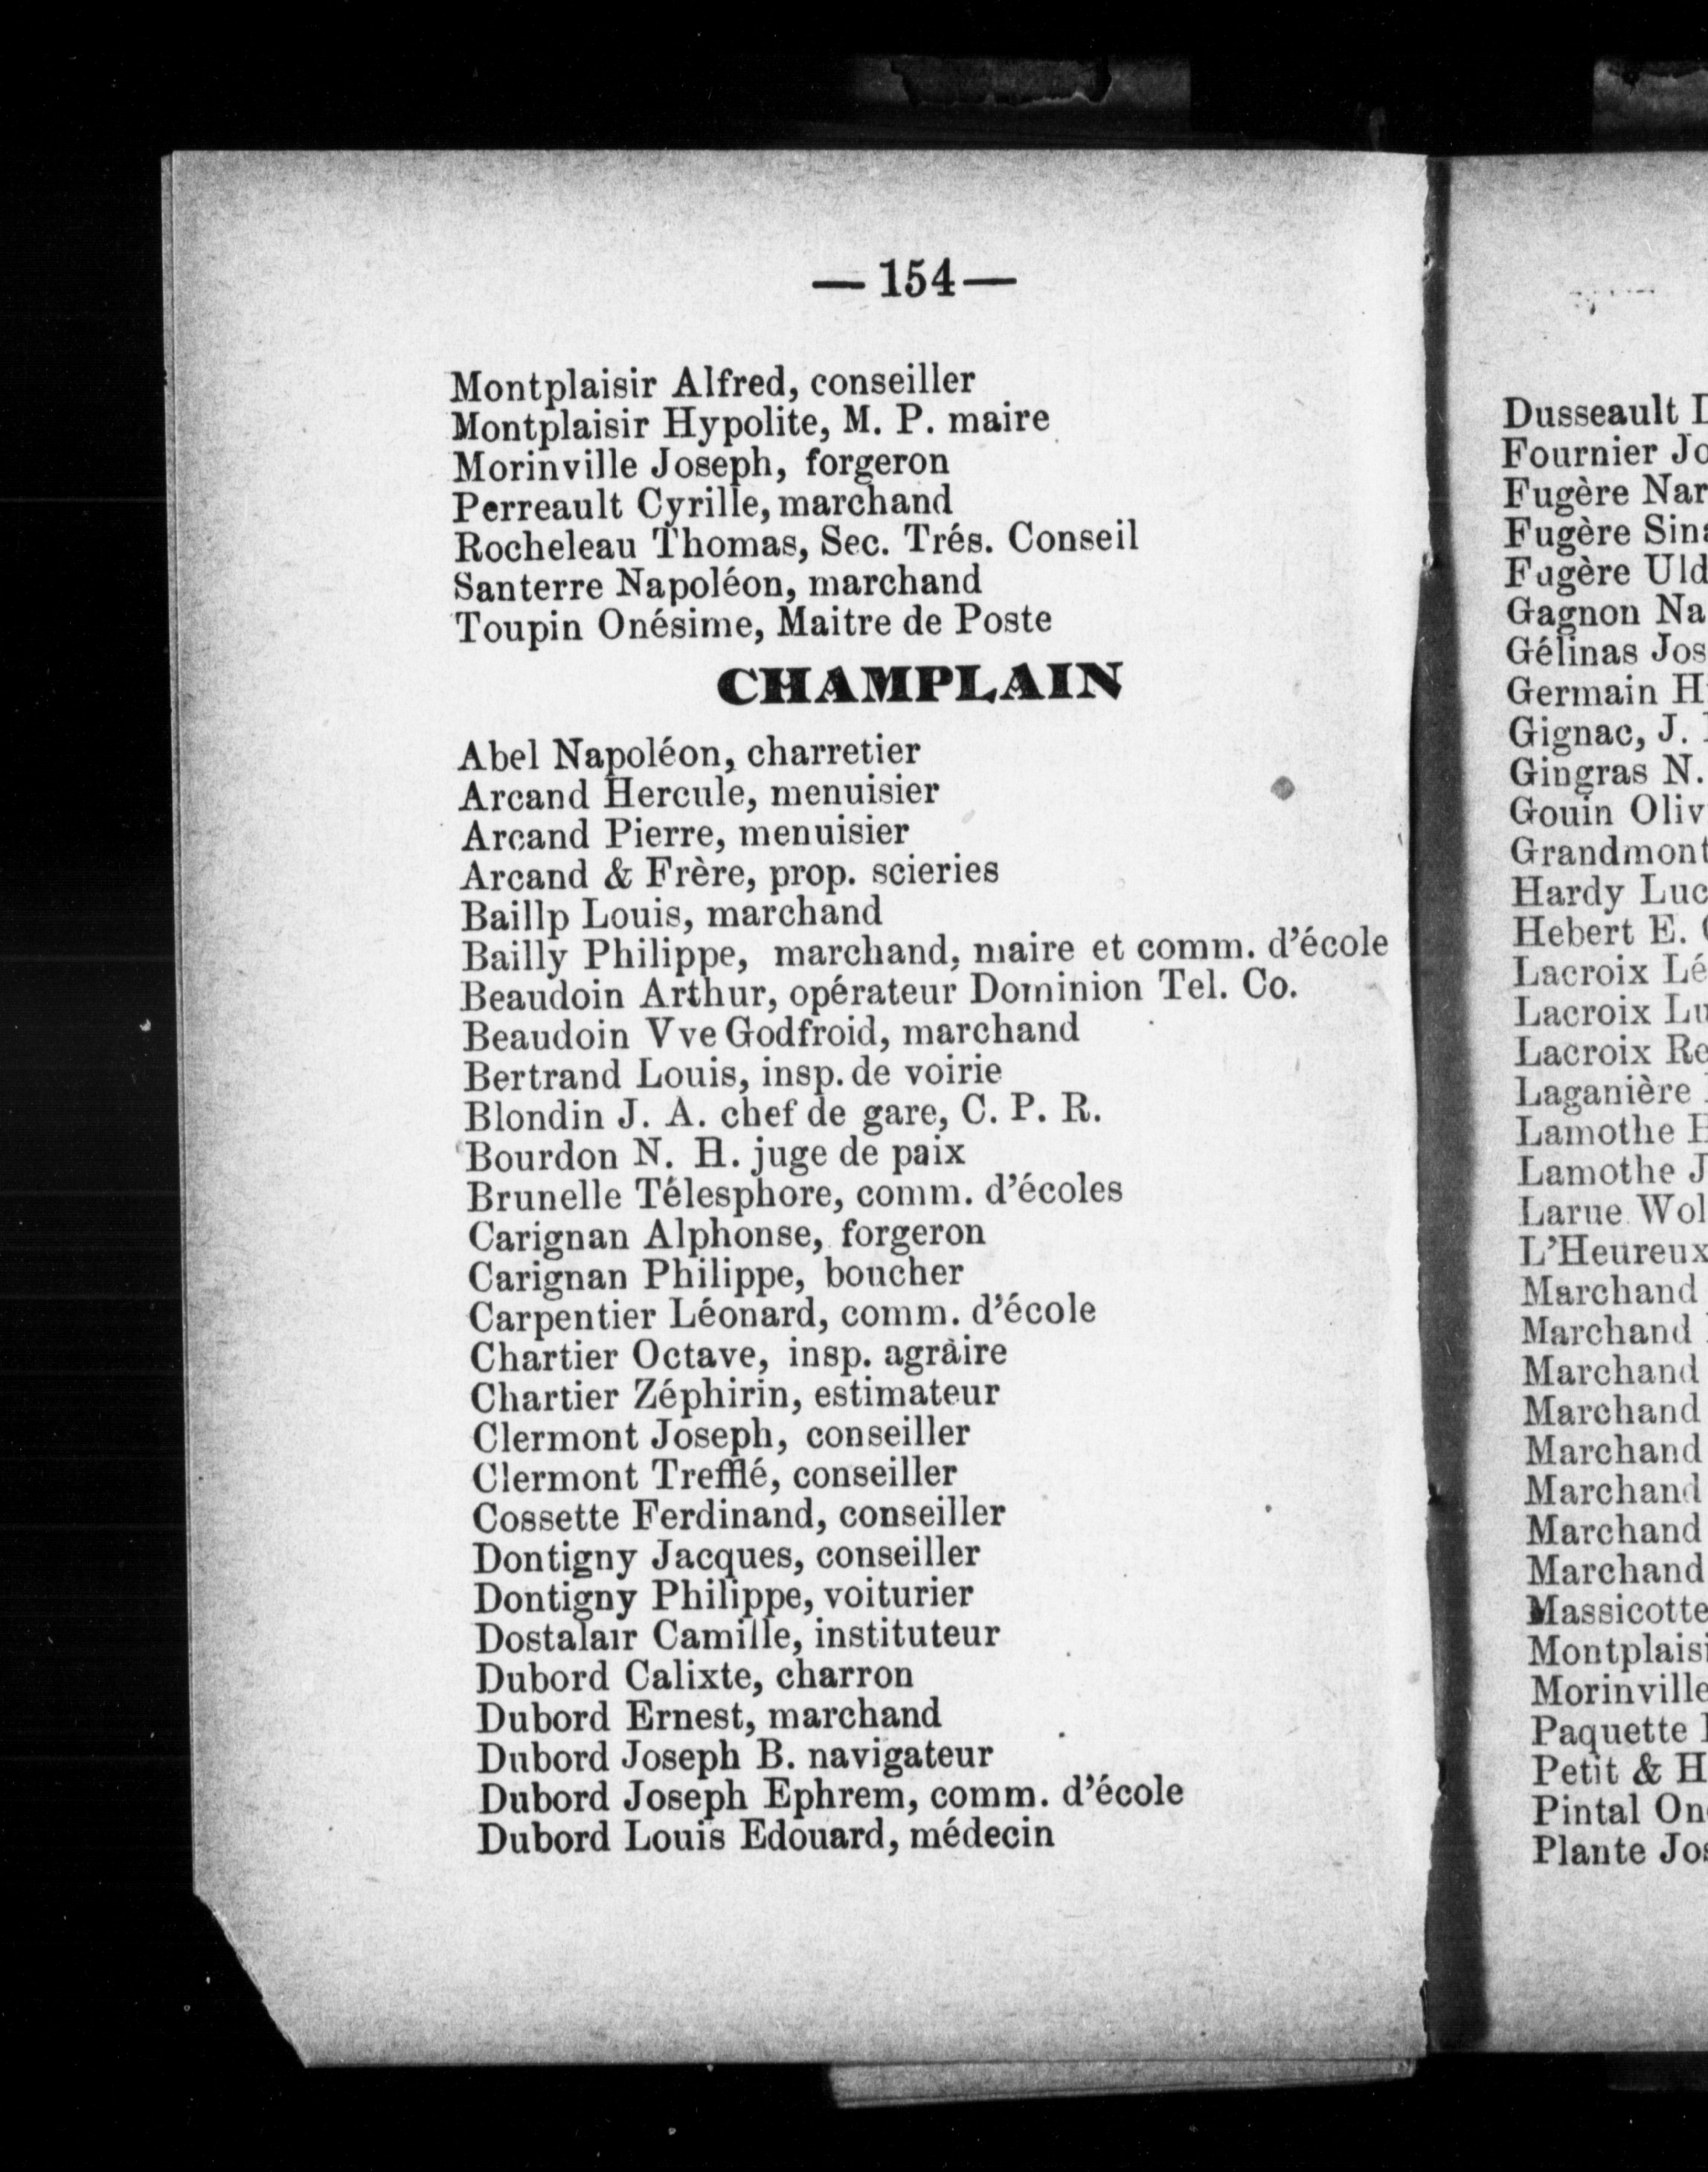 —154—
Montplaisir Alfred, conseiller
Montplaisir Hypolite, M. P. maire
Morinville Joseph, forgeron
Perreault Cyrille, marchand
Rocheleau Thomas, Sec. Trés. Conseil
Santerre Napoléon, marchand
Toupin Onésime, Maitre de Poste
CHAMPLAIN
Abel Napoléon, charretier
Arcand Hercule, menuisier
Arcand Pierre, menuisier
Arcand & Frère, prop. scieries
Baillp Louis, marchand
Bailly Philippe, marchand, maire et comm. d'école
Beaudoin Arthur, opérateur Dominion Tel. Co.
Beaudoin Vve Godfroid, marchand
Bertrand Louis, insp. de voirie
Blondin J. A. chef de gare, C. P. R.
Bourdon N. H. juge de paix
Brunelle Télesphore, comm. d'écoles
Carignan Alphonse, forgeron
Carignan Philippe, boucher
Carpentier Léonard, comm. d'école
Chartier Octave, insp. agraire
Chartier Zéphirin, estimateur
Clermont Joseph, conseiller
Clermont Trefflé, conseiller
Cossette Ferdinand, conseiller
Dontigny Jacques, conseiller
Dontigny Philippe, voiturier
Dostalair Camille, instituteur
Dubord Calixte, charron
Dubord Ernest, marchand
Dubord Joseph B. navigateur
Dubord Joseph Ephrem, comm. d'école
Dubord Louis Edouard, médecin
Dusseault
Fournier
Fugère
Fugère
Fugère
Gagnon
Gélinas
Germain
Gignac, J.
Gingras N.
Gouin
Grandmont
Hardy
Hebert E.
Lacroix
Lacroix
Lacroix
Laganière
Lamothe
Lamothe
Larue
L'Heureux
Marchand
Marchand
Marchand
Marchand
Marchand
Marchand
Marchand
Marchand
Massicotte
Morinville
Paquette
Petit &
Pintal
Plante